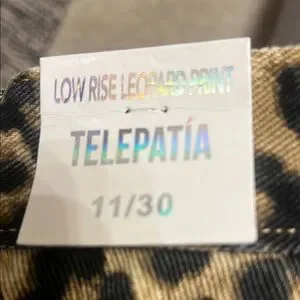 LOW RISE LEOPARD PRINT
TELEPATÍA
11/30